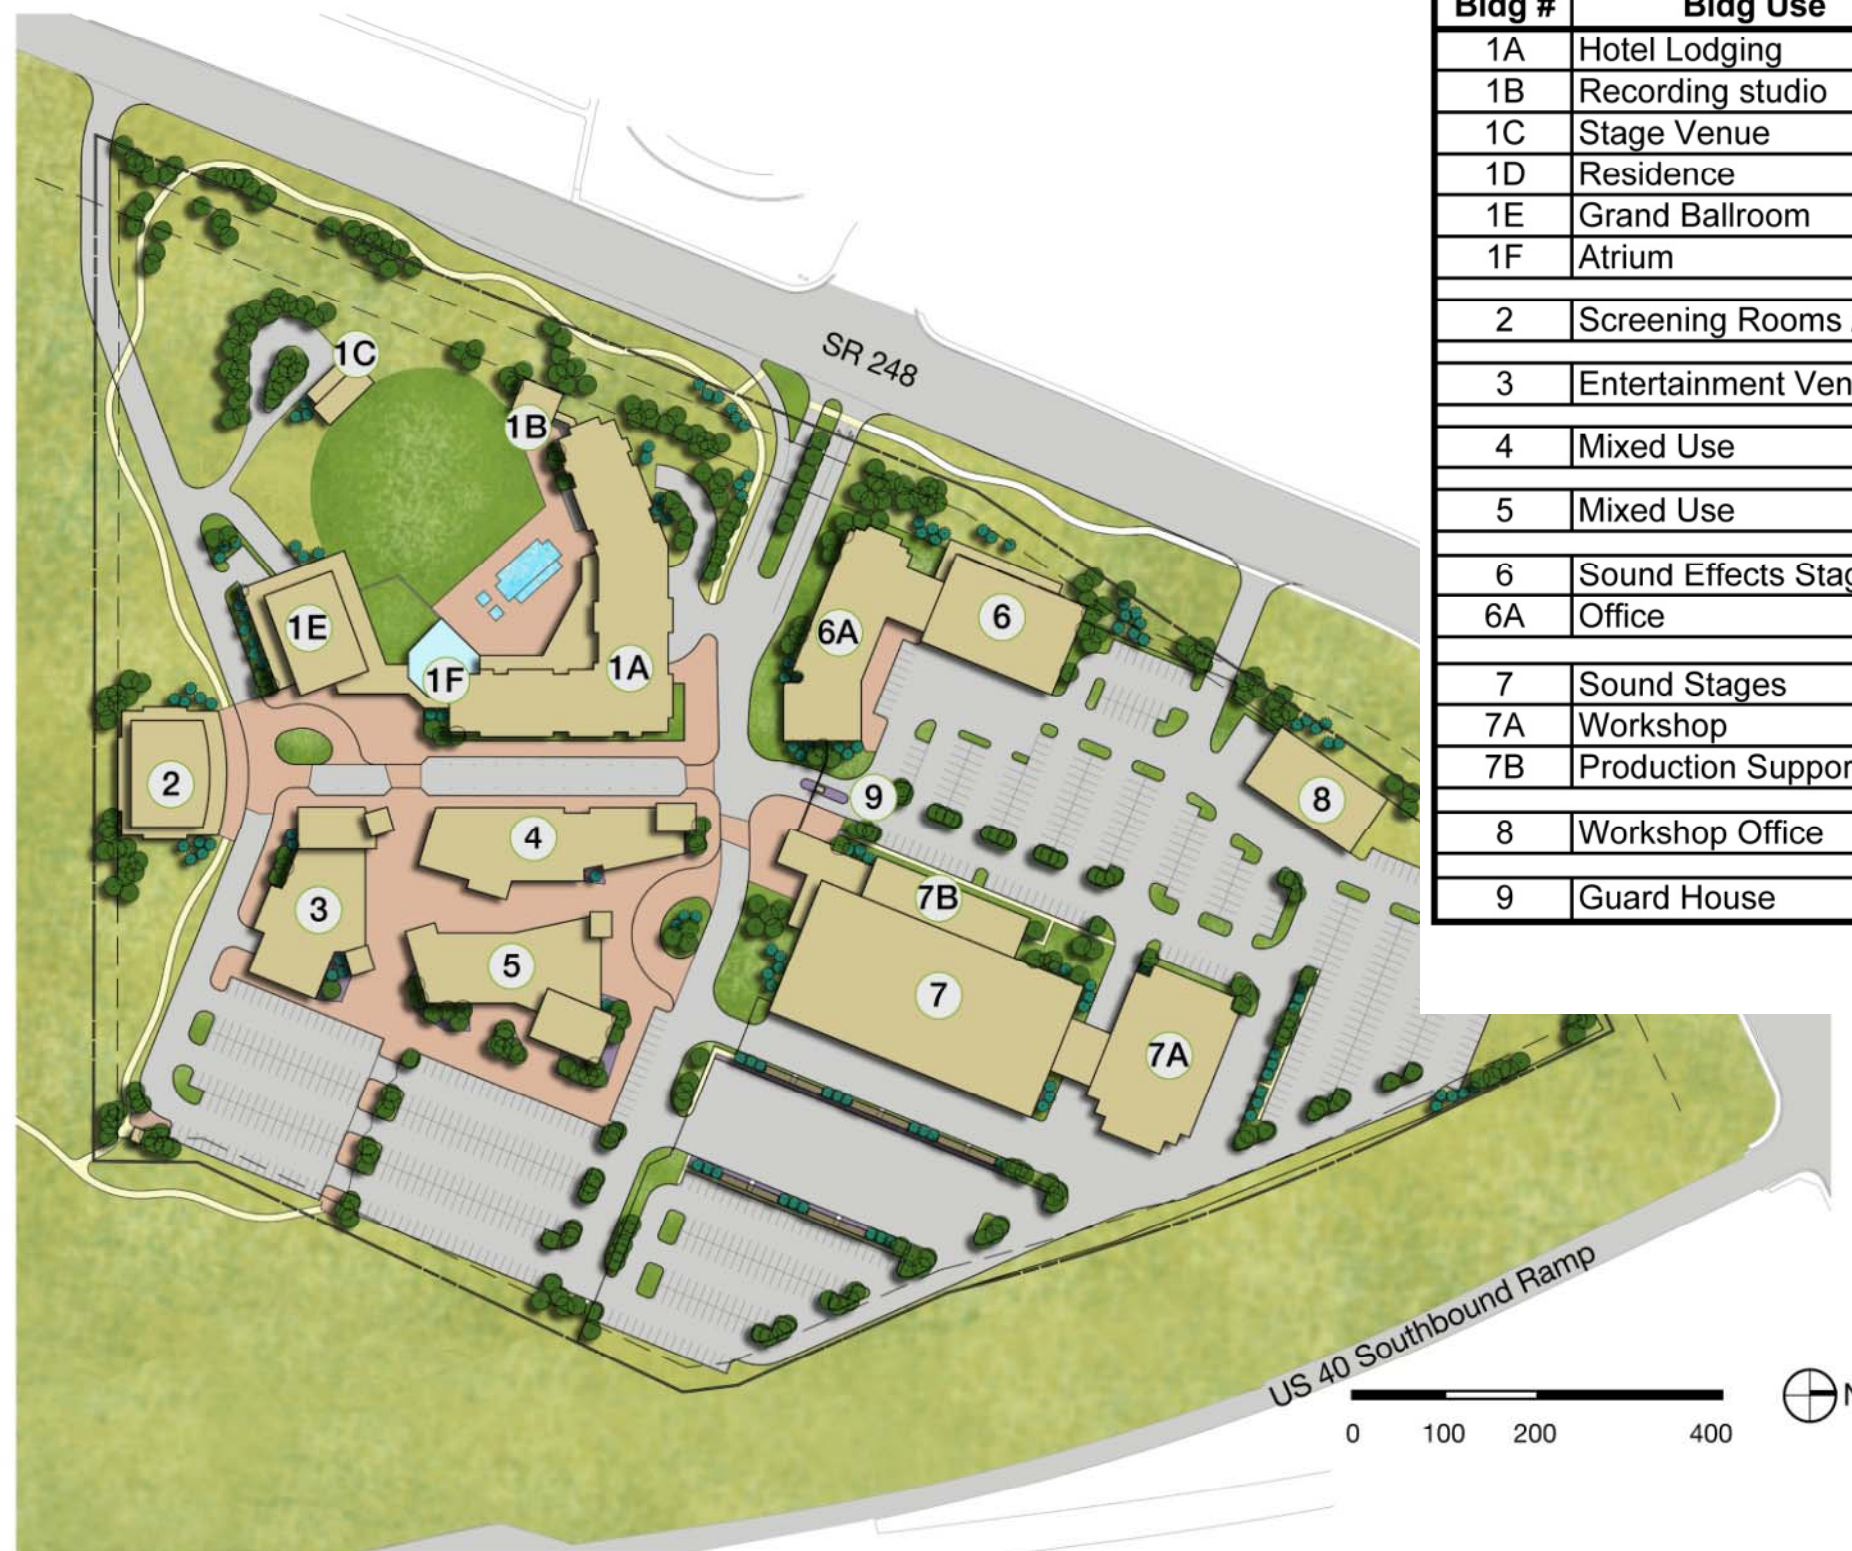 Bldg # Bldg Use
1A Hotel Lodging
1B Recording studio
1C Stage Venue
1D Residence
1E Grand Ballroom
1F Atrium
2 Screening Rooms
3 Entertainment Ven
4 Mixed Use
5 Mixed Use
6 Sound Effects Stag
6A Office
7 Sound Stages
7A Workshop
7B Production Suppor
8 Workshop Office
9 Guard House
SR 248
1C
1B
1E
1F
1A
6A
6
2
9
8
4
3
7B
5
7
7A
US 40 Southbound Ramp
0 100 200 400
N